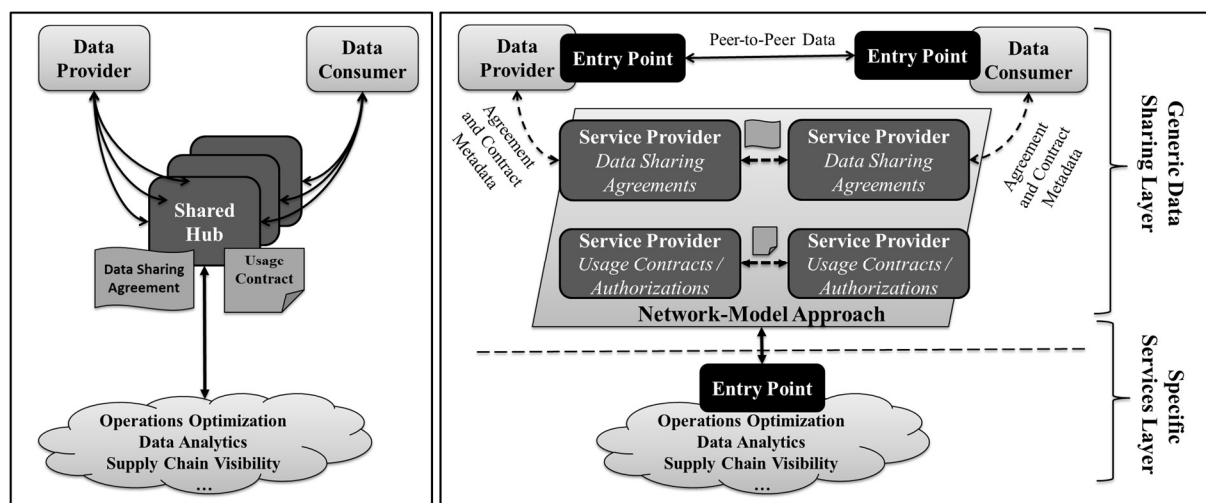 Data
Provider
Data
Consumer
Shared
Hub
Data Sharing
Agreement
Usage
Contract
Operations Optimization
Data Analytics
Supply Chain Visibility
...
Data
Provider
Entry Point
Peer-to-Peer Data
Entry Point
Data
Consumer
Agreement
and Contract
Metadata
Service Provider
Data Sharing
Agreements
Service Provider
Data Sharing
Agreements
Agreement
and Contract
Metadata
Service Provider
Usage Contracts /
Authorizations
Service Provider
Usage Contracts /
Authorizations
Network-Model Approach
Entry Point
Operations Optimization
Data Analytics
Supply Chain Visibility
...
Generic Data
Sharing Layer
Specific
Services Layer